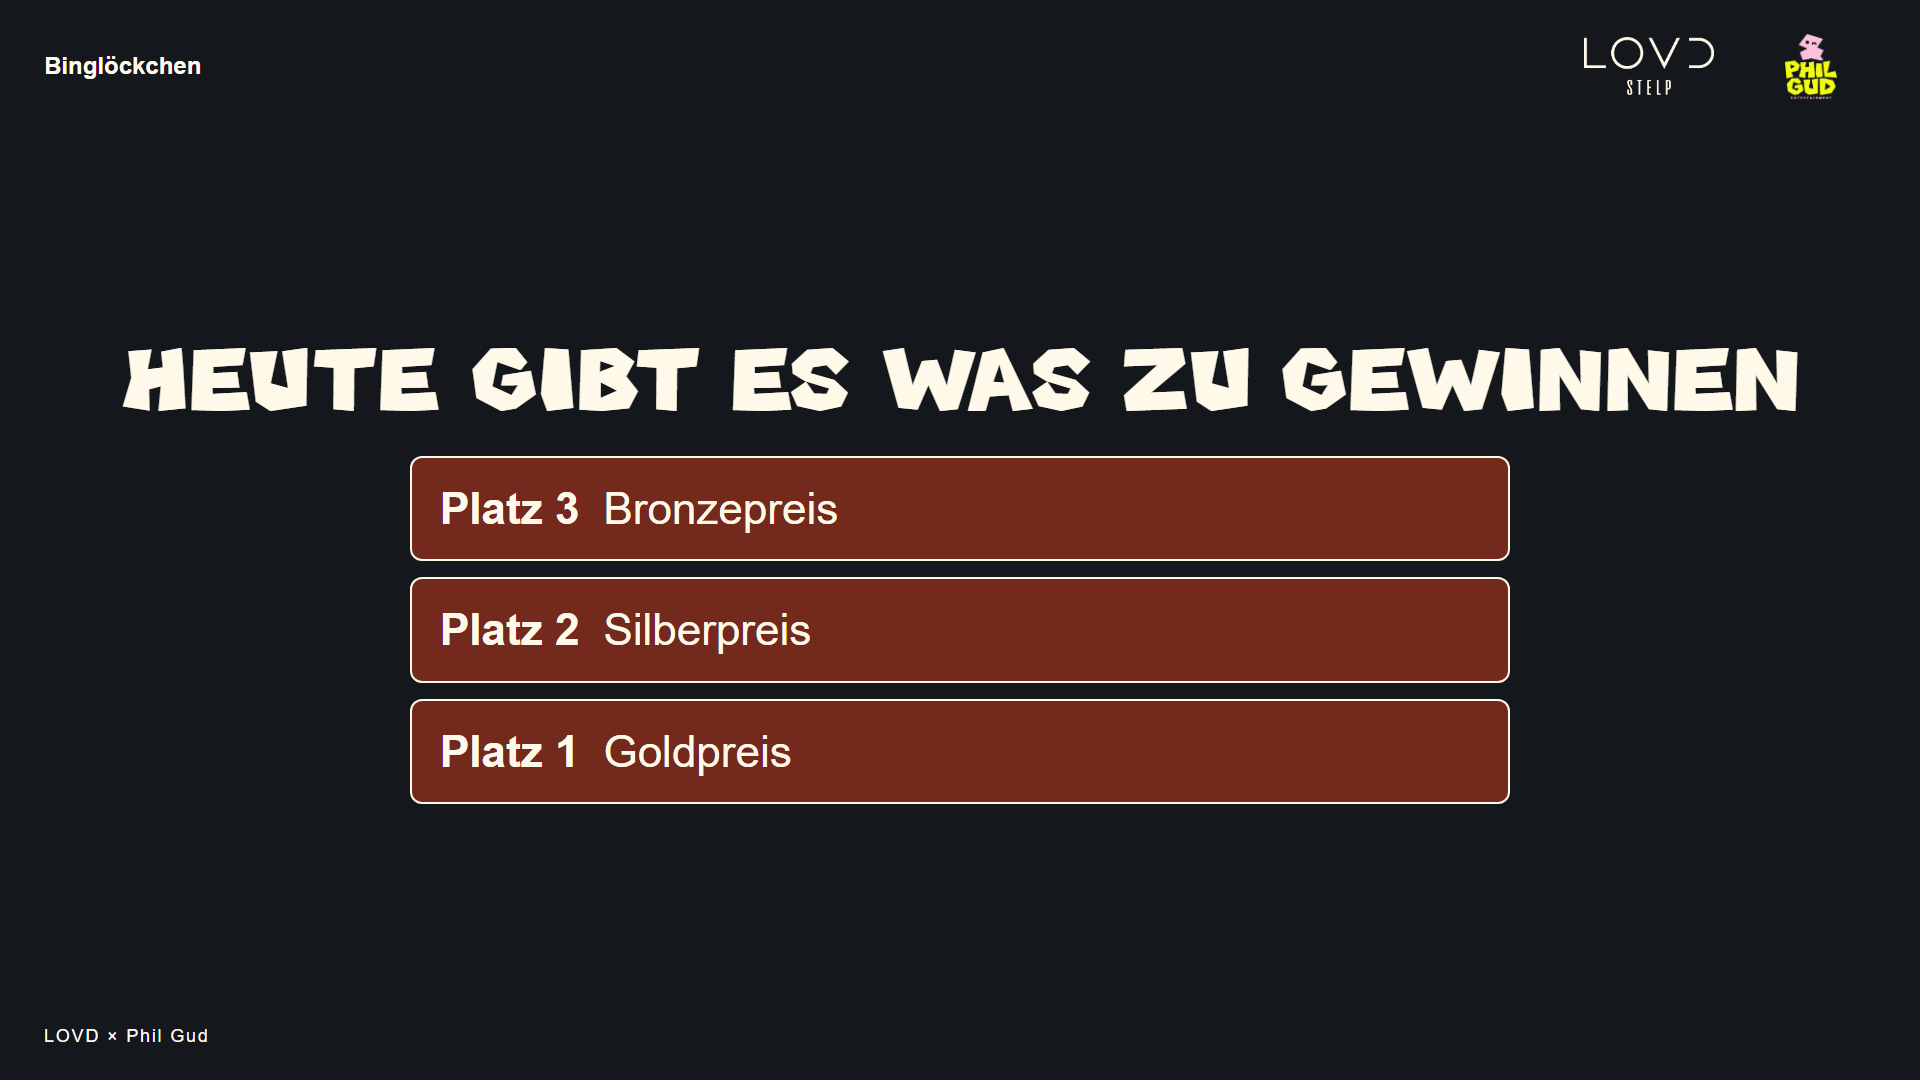 Binglöckchen
LOVD
STELP
PHIL
GUD
ENTERTAINMENT
HEUTE GIBT ES WAS ZU GEWINNEN
Platz 3 Bronzepreis
Platz 2 Silberpreis
Platz 1 Goldpreis
LOVD × Phil Gud